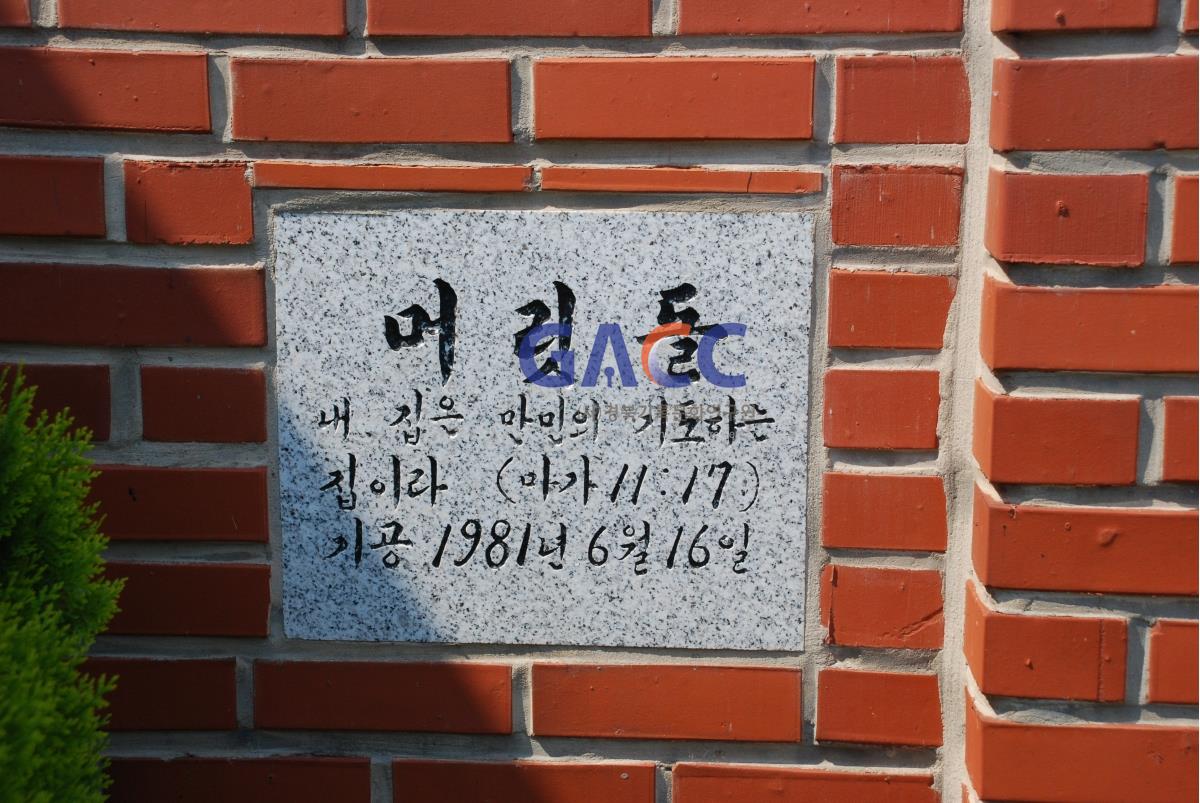 머릿돌
GACC
내 집은 만민의 기도하는
집이라 (마가 11:17)
기공 1981년 6월 16일